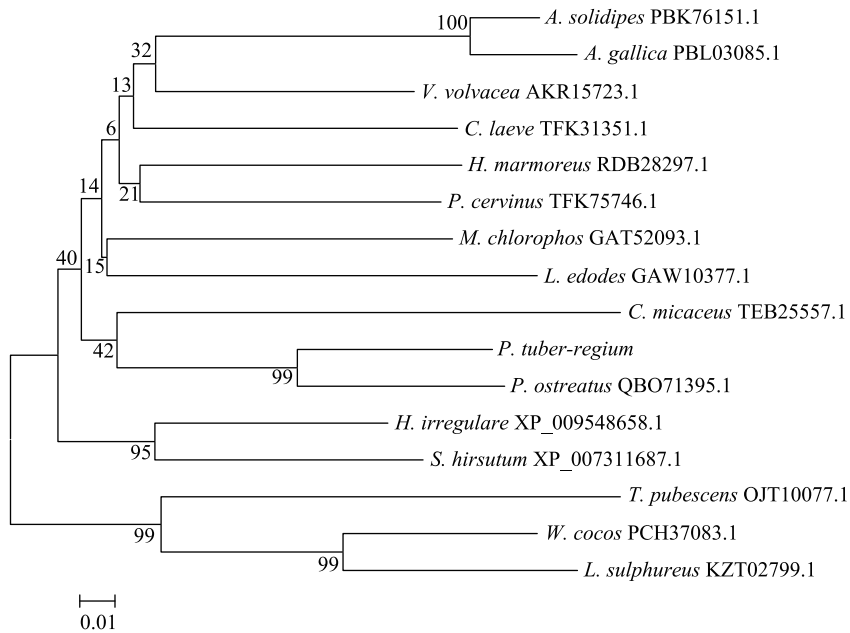 100
A. solidipes PBK76151.1
32
A. gallica PBL03085.1
13
V. volvacea AKR15723.1
6
C. laeve TFK31351.1
H. marmoreus RDB28297.1
14
21
P. cervinus TFK75746.1
M. chlorophos GAT52093.1
40
15
L. edodes GAW10377.1
C. micaceus TEB25557.1
42
P. tuber-regium
99
P. ostreatus QBO71395.1
H. irregulare XP_009548658.1
95
S. hirsutum XP_007311687.1
T. pubescens OJT10077.1
99
W. cocos PCH37083.1
99
L. sulphureus KZT02799.1
0.01